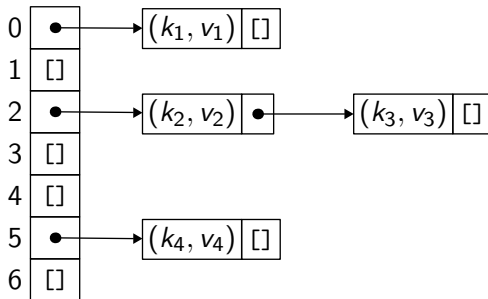 0 (k₁, v₁) []
1 []
2 (k₂, v₂) (k₃, v₃) []
3 []
4 []
5 (k₄, v₄) []
6 []